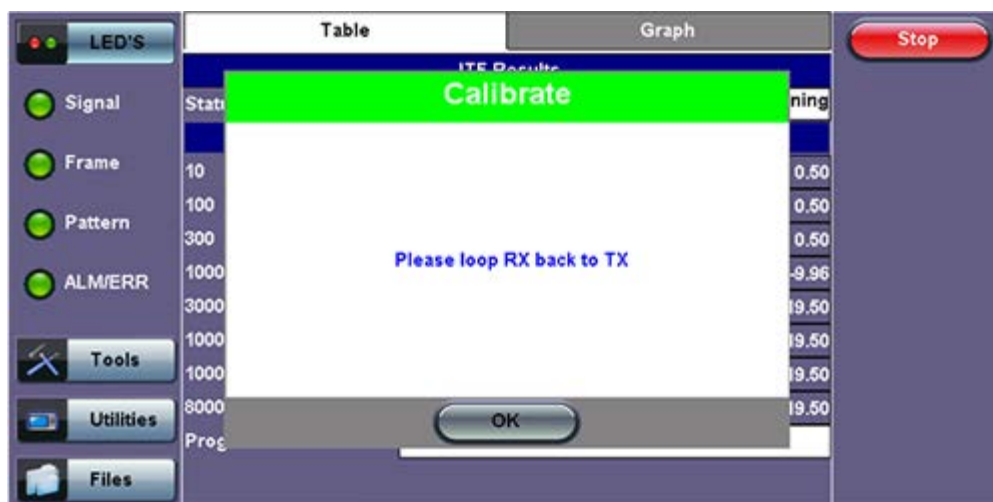 LED'S
Table
Graph
Stop
Calibrate
Signal
ning
Frame
10
0.50
100
0.50
Pattern
300
0.50
Please loop RX back to TX
ALM/ERR
1000
9.96
3000
19.50
Tools
1000
19.50
1000
19.50
Utilities
8000
19.50
OK
Prog
Files